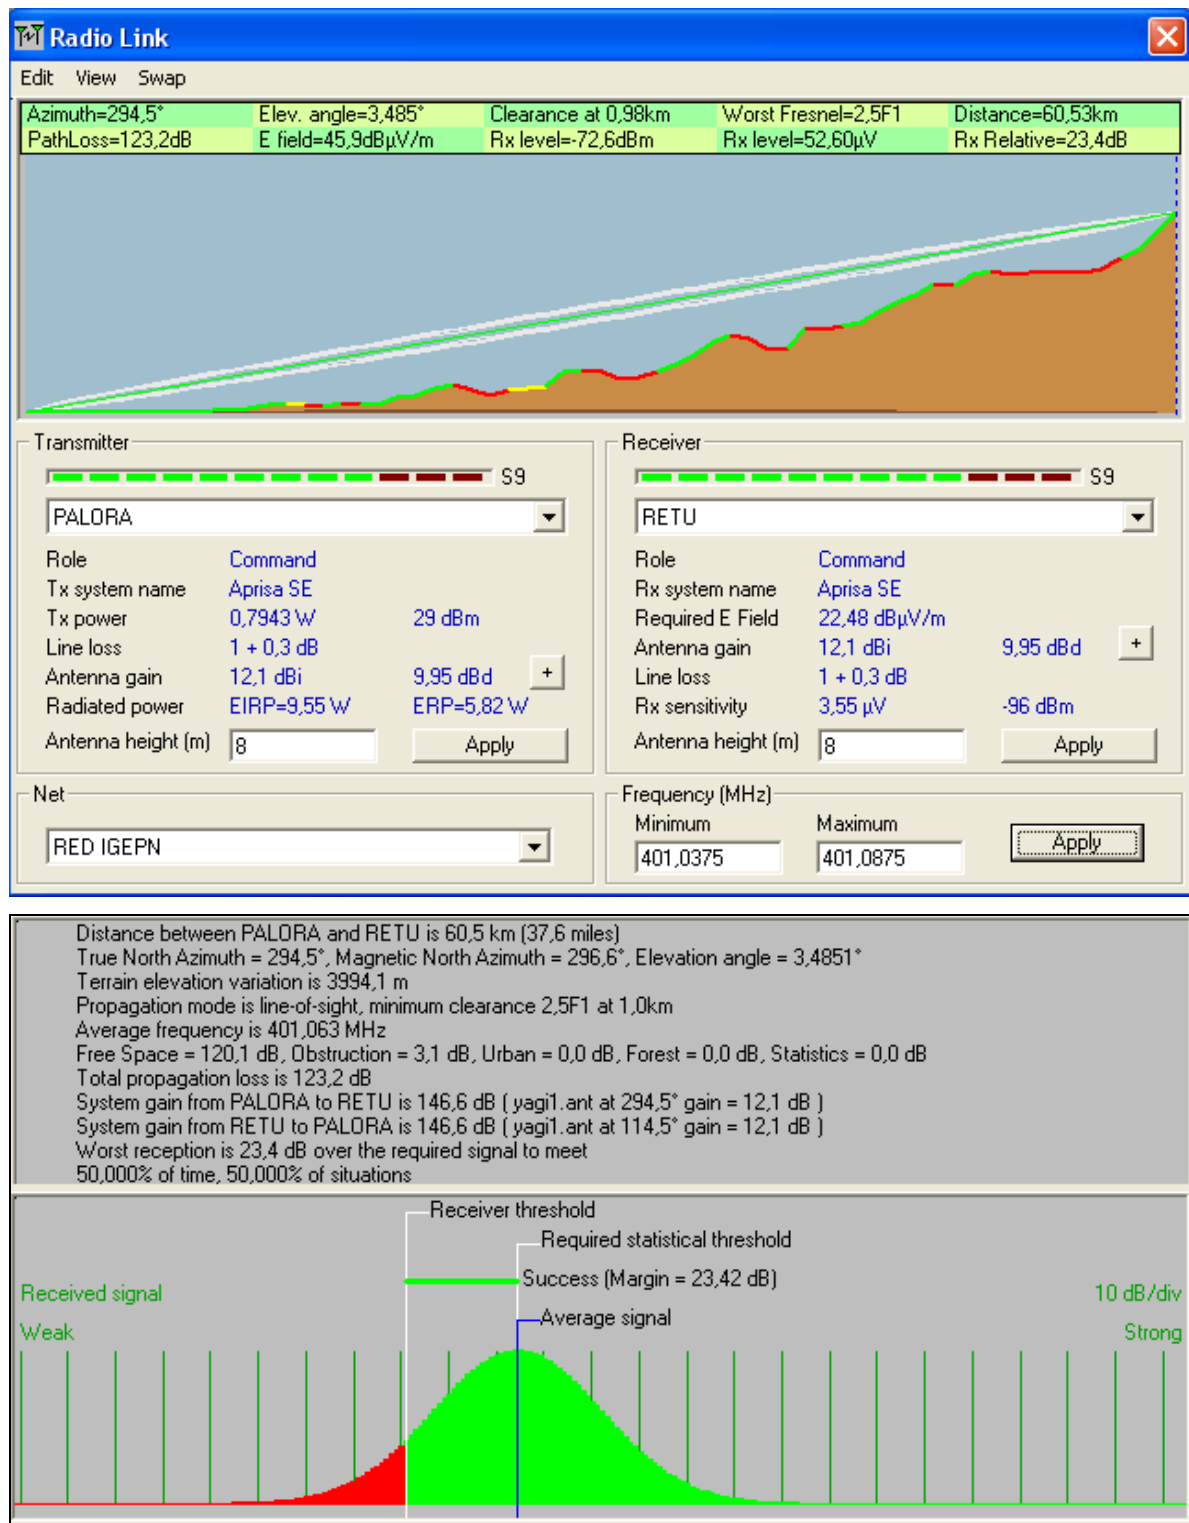 Radio Link
Edit View Swap
Azimuth=294,5° Elev. angle=3,485° Clearance at 0,98km Worst Fresnel=2,5F1 Distance=60,53km
PathLoss=123,2dB E field=45,9dBµV/m Rx level=-72,6dBm Rx level=52,60µV Rx Relative=23,4dB
Transmitter
S9
PALORA
Role Command
Tx system name Aprisa SE
Tx power 0,7943 W 29 dBm
Line loss 1 + 0,3 dB
Antenna gain 12,1 dBi 9,95 dBd +
Radiated power EIRP=9,55 W ERP=5,82 W
Antenna height (m) 8 Apply
Receiver
S9
RETU
Role Command
Rx system name Aprisa SE
Required E Field 22,48 dBµV/m
Antenna gain 12,1 dBi 9,95 dBd +
Line loss 1 + 0,3 dB
Rx sensitivity 3,55 µV -96 dBm
Antenna height (m) 8 Apply
Net
RED IGEPN
Frequency (MHz)
Minimum Maximum
401,0375 401,0875 Apply
Distance between PALORA and RETU is 60,5 km (37,6 miles)
True North Azimuth = 294,5°, Magnetic North Azimuth = 296,6°, Elevation angle = 3,4851°
Terrain elevation variation is 3994,1 m
Propagation mode is line-of-sight, minimum clearance 2,5F1 at 1,0km
Average frequency is 401,063 MHz
Free Space = 120,1 dB, Obstruction = 3,1 dB, Urban = 0,0 dB, Forest = 0,0 dB, Statistics = 0,0 dB
Total propagation loss is 123,2 dB
System gain from PALORA to RETU is 146,6 dB ( yagi1.ant at 294,5° gain = 12,1 dB )
System gain from RETU to PALORA is 146,6 dB ( yagi1.ant at 114,5° gain = 12,1 dB )
Worst reception is 23,4 dB over the required signal to meet
50,000% of time, 50,000% of situations
Receiver threshold
Required statistical threshold
Success (Margin = 23,42 dB)
Received signal 10 dB/div
Average signal
Weak Strong